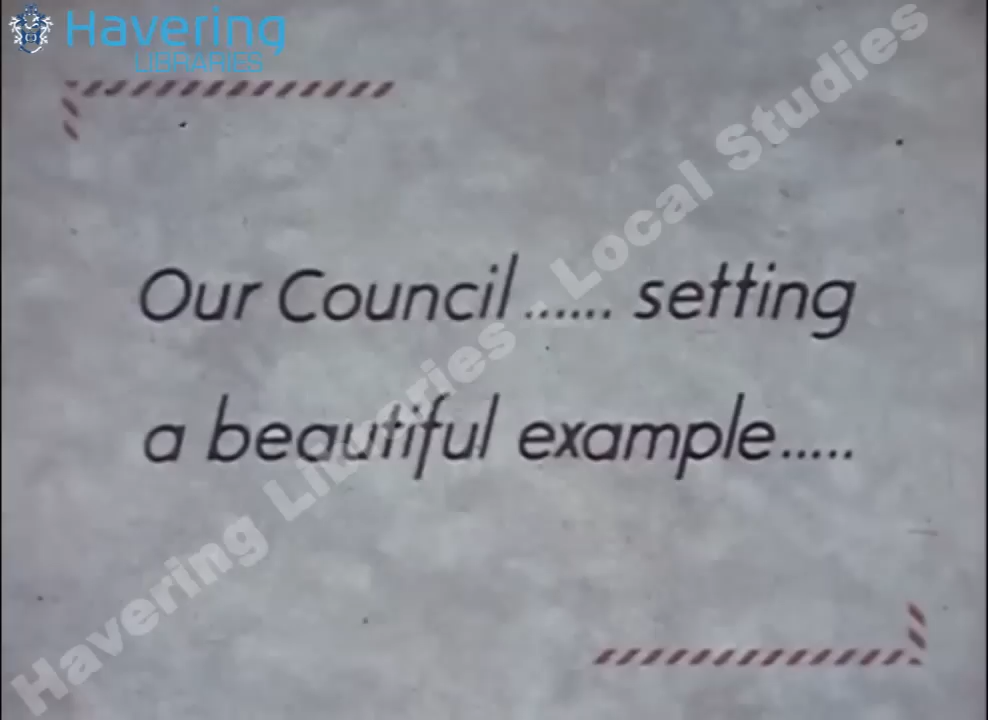 Havering
LIBRARIES
Our Council ...... setting
a beautiful example.....
Havering Libraries .. Local Studies